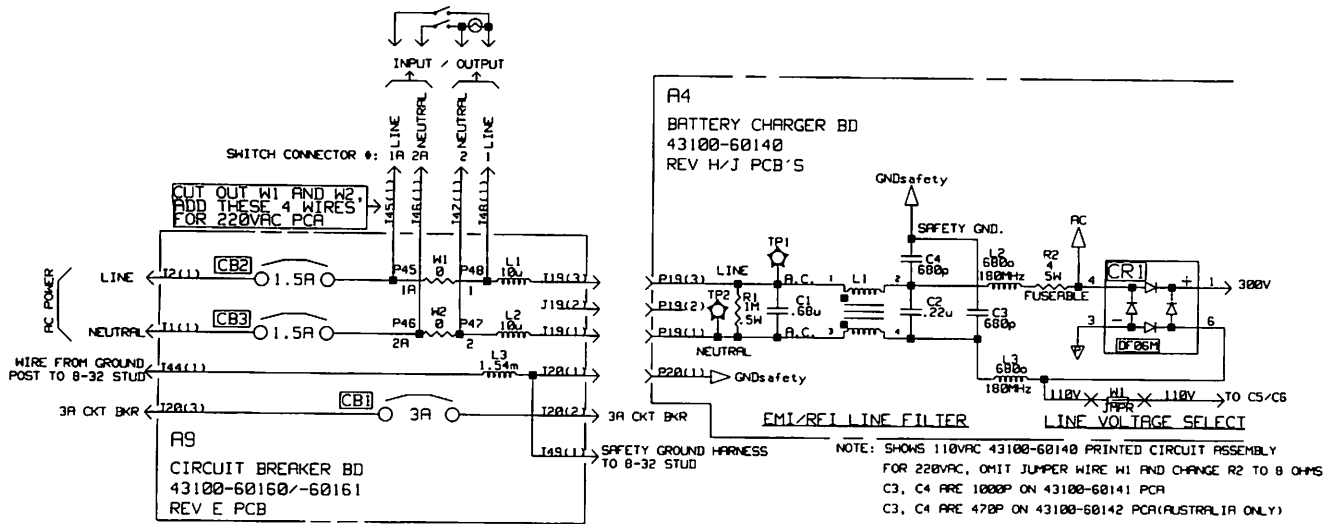 INPUT / OUTPUT
LINE
NEUTRAL
NEUTRAL
LINE
SWITCH CONNECTOR #: 1A 2A 2 1
CUT OUT W1 AND W2,
ADD THESE 4 WIRES
FOR 220VAC PCA
J45(1)
J46(1)
J47(1)
J48(1)
AC POWER
LINE
J2(1)
CB2
1.5A
P45
1A
W1
0
P48
1
L1
10u
J19(3)
J19(2)
NEUTRAL
J1(1)
CB3
1.5A
P46
2A
W2
0
P47
2
L2
10u
J19(1)
WIRE FROM GROUND
POST TO 8-32 STUD
J44(1)
L3
1.54m
J20(1)
3A CKT BKR
J20(3)
CB1
3A
J20(2)
3A CKT BKR
J49(1)
SAFETY GROUND HARNESS
TO 8-32 STUD
A9
CIRCUIT BREAKER BD
43100-60160/-60161
REV E PCB
A4
BATTERY CHARGER BD
43100-60140
REV H/J PCB'S
P19(3)
LINE
P19(2)
TP2
P19(1)
NEUTRAL
P20(1)
GNDsafety
TP1
R1
1M
.5W
A.C.
C1
.68u
A.C.
1
L1
2
3
4
GNDsafety
SAFETY GND.
C4
680p
C2
.22u
C3
680p
L2
680o
180MHz
R2
4
5W
FUSEABLE
AC
4
CR1
+
1
300V
3
-
6
DF06M
L3
680o
180MHz
110V
W1
JMPR
110V
TO C5/C6
EMI/RFI LINE FILTER
LINE VOLTAGE SELECT
NOTE: SHOWS 110VAC 43100-60140 PRINTED CIRCUIT ASSEMBLY
FOR 220VAC, OMIT JUMPER WIRE W1 AND CHANGE R2 TO 8 OHMS
C3, C4 ARE 1000P ON 43100-60141 PCA
C3, C4 ARE 470P ON 43100-60142 PCA(AUSTRALIA ONLY)